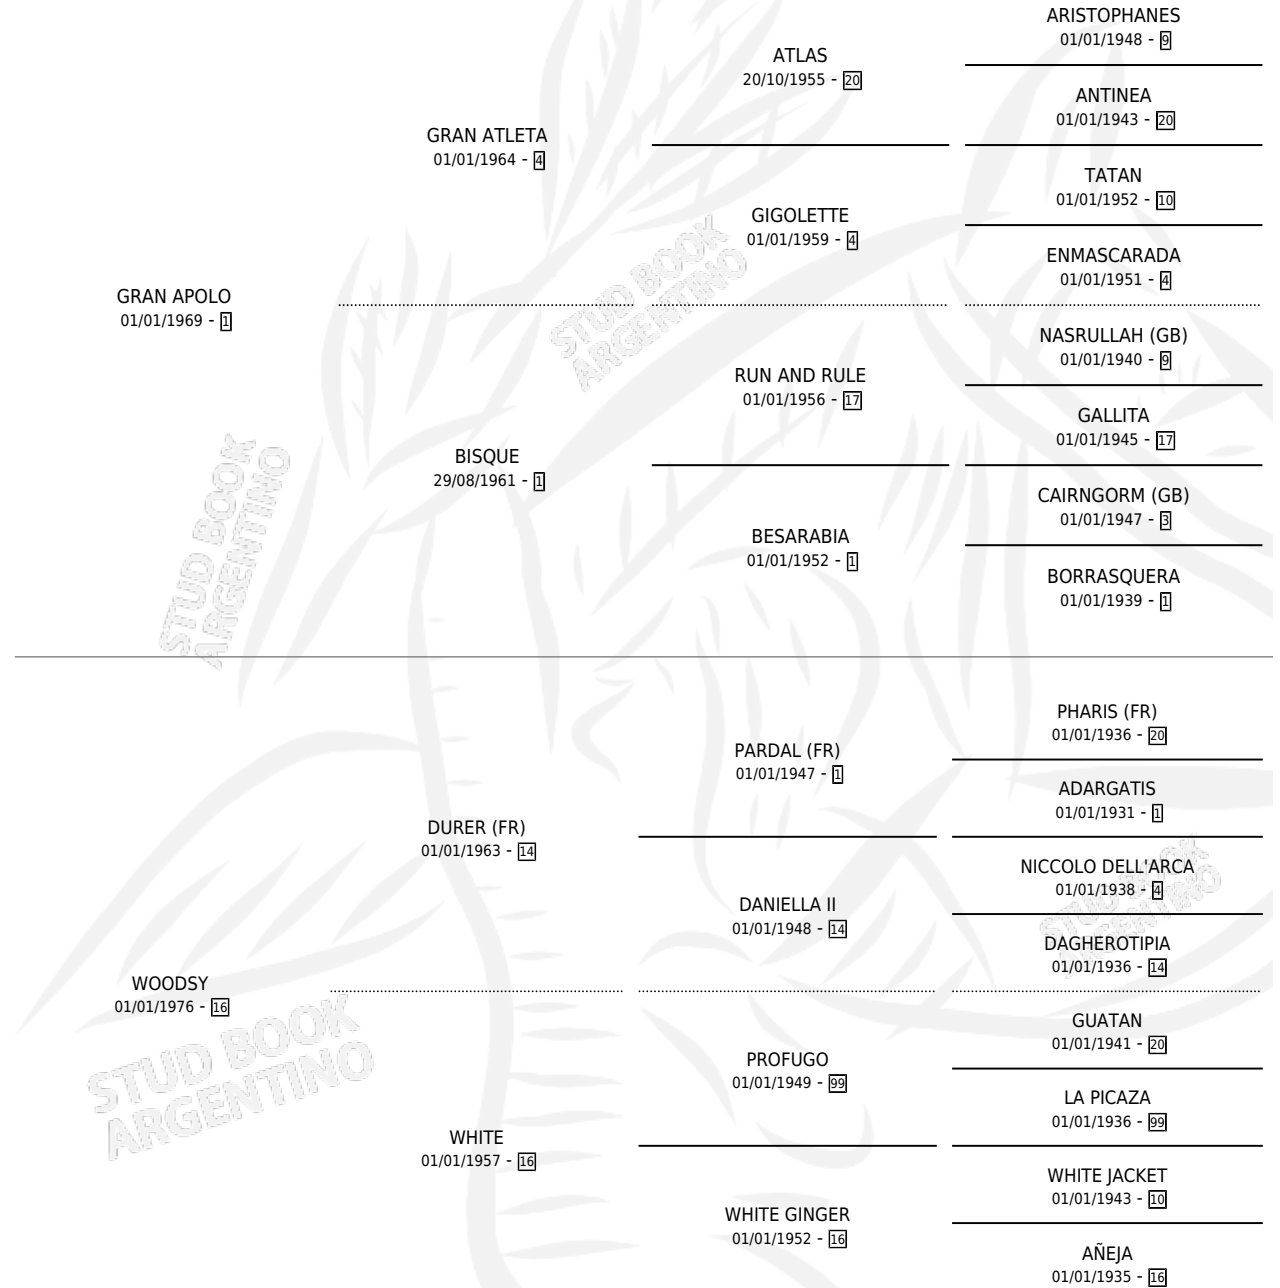 ARISTOPHANES
01/01/1948 - 9
ATLAS
20/10/1955 - 20
ANTINEA
01/01/1943 - 20
GRAN ATLETA
01/01/1964 - 4
TATAN
01/01/1952 - 10
GIGOLETTE
01/01/1959 - 4
ENMASCARADA
01/01/1951 - 4
GRAN APOLO
01/01/1969 - 1
STUD BOOK
ARGENTINO
NASRULLAH (GB)
01/01/1940 - 9
RUN AND RULE
01/01/1956 - 17
GALLITA
01/01/1945 - 17
BISQUE
29/08/1961 - 1
CAIRNGORM (GB)
01/01/1947 - 3
BESARABIA
01/01/1952 - 1
BORRASQUERA
01/01/1939 - 1
STUD BOOK
ARGENTINO
PHARIS (FR)
01/01/1936 - 20
PARDAL (FR)
01/01/1947 - 1
ADARGATIS
01/01/1931 - 1
DURER (FR)
01/01/1963 - 14
NICCOLO DELL'ARCA
01/01/1938 - 4
DANIELLA II
01/01/1948 - 14
STUD BOOK
ARGENTINO
DAGHEROTIPIA
01/01/1936 - 14
WOODSY
01/01/1976 - 16
GUATAN
01/01/1941 - 20
PROFUGO
01/01/1949 - 99
STUD BOOK
ARGENTINO
LA PICAZA
01/01/1936 - 99
WHITE
01/01/1957 - 16
WHITE JACKET
01/01/1943 - 10
WHITE GINGER
01/01/1952 - 16
AÑEJA
01/01/1935 - 16